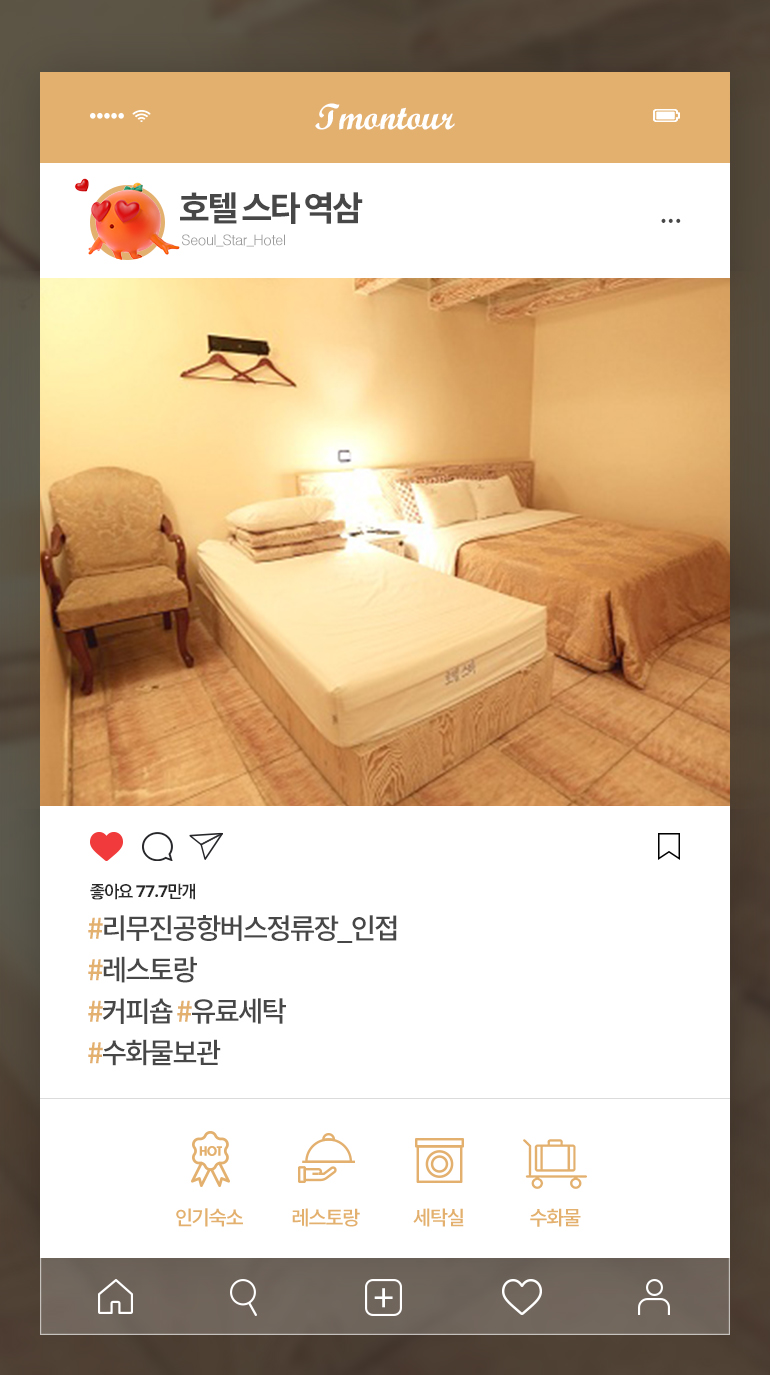 Tmontour
호텔 스타 역삼
Seoul_Star_Hotel
...
호텔 스타
좋아요 77.7만개
#리무진공항버스정류장_인접
#레스토랑
#커피숍 #유료세탁
#수화물보관
HOT
인기숙소 레스토랑 세탁실 수화물